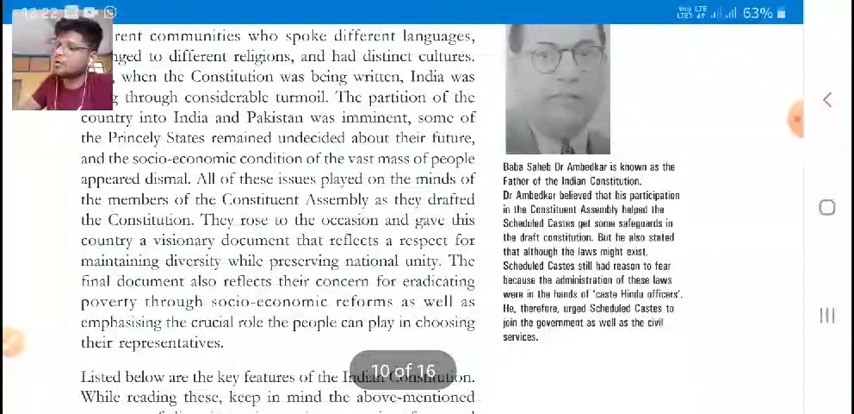 12:22
Vo) LTE
LTE1
63%
rent communities who spoke different languages,
nged to different religions, and had distinct cultures.
, when the Constitution was being written, India was
g through considerable turmoil. The partition of the
country into India and Pakistan was imminent, some of
the Princely States remained undecided about their future,
and the socio-economic condition of the vast mass of people
appeared dismal. All of these issues played on the minds of
the members of the Constituent Assembly as they drafted
the Constitution. They rose to the occasion and gave this
country a visionary document that reflects a respect for
maintaining diversity while preserving national unity. The
final document also reflects their concern for eradicating
poverty through socio-economic reforms as well as
emphasising the crucial role the people can play in choosing
their representatives.
Listed below are the key features of the Indian Constitution.
While reading these, keep in mind the above-mentioned
10 of 16
Baba Saheb Dr Ambedkar is known as the
Father of the Indian Constitution.
Dr Ambedkar believed that his participation
in the Constituent Assembly helped the
Scheduled Castes get some safeguards in
the draft constitution. But he also stated
that although the laws might exist,
Scheduled Castes still had reason to fear
because the administration of these laws
were in the hands of 'caste Hindu officers'.
He, therefore, urged Scheduled Castes to
join the government as well as the civil
services.